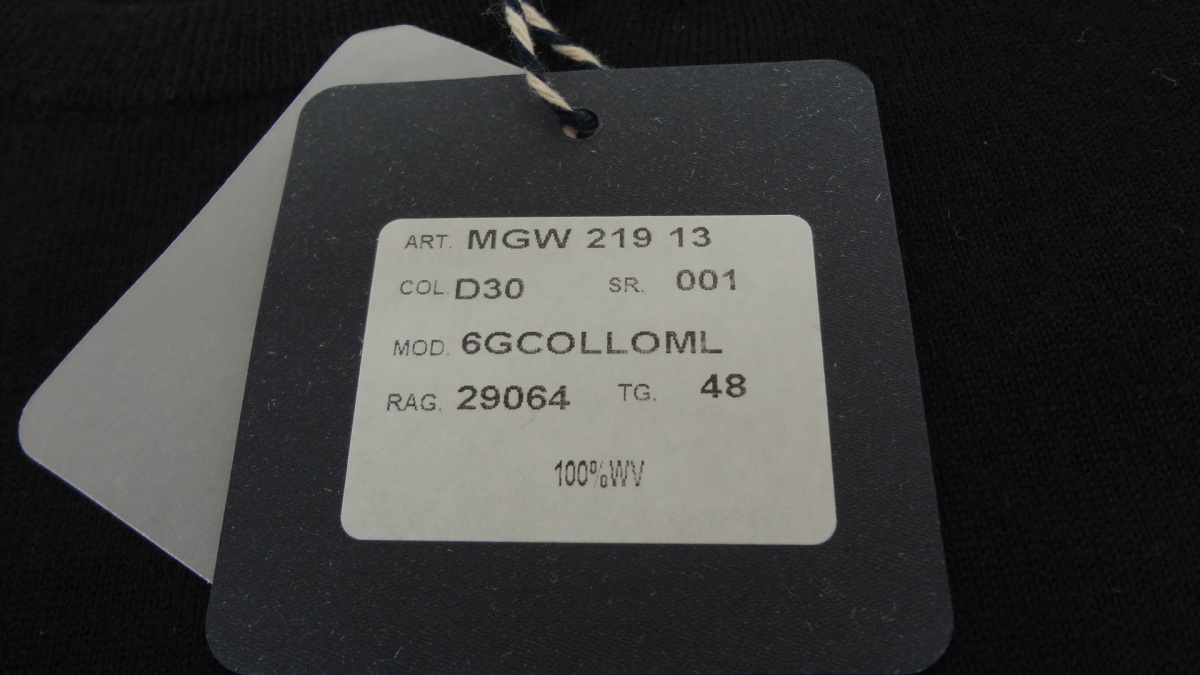 ART. MGW 219 13
COL. D30 SR. 001
MOD. 6GCOLLOML
RAG. 29064 TG. 48
100%WV